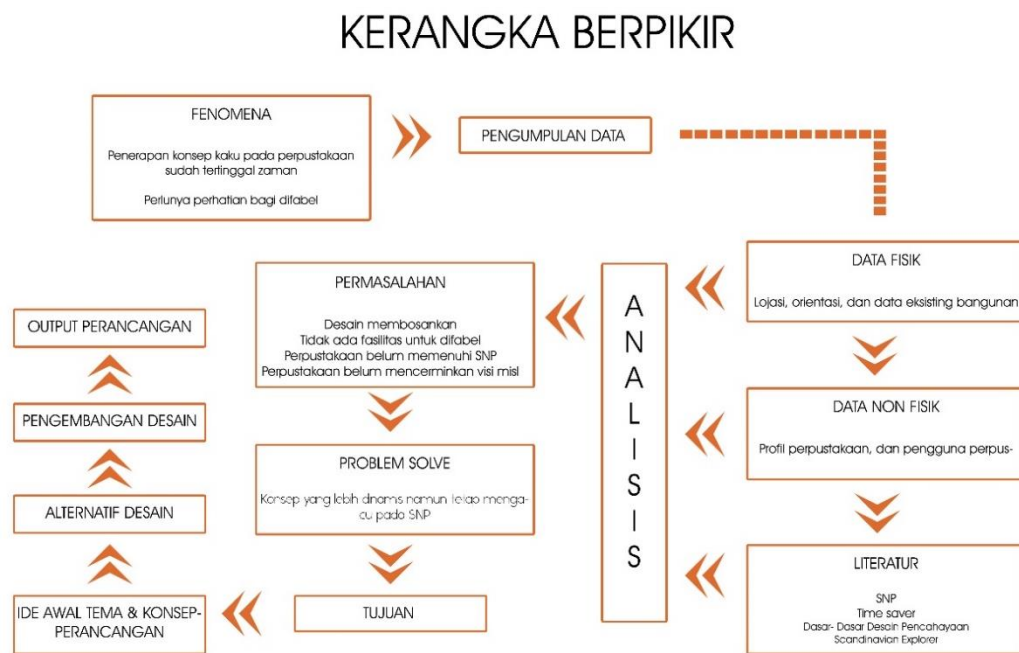 KERANGKA BERPIKIR
FENOMENA
Penerapan konsep kaku pada perpustakaan
sudah tertinggal zaman
Perlunya perhatian bagi difabel
PENGUMPULAN DATA
DATA FISIK
Lojasi, orientasi, dan data eksisting bangunan
DATA NON FISIK
Profil perpustakaan, dan pengguna perpus-
LITERATUR
SNP
Time saver
Dasar- Dasar Desain Pencahayaan
Scandinavian Explorer
ANALISIS
PERMASALAHAN
Desain membosankan
Tidak ada fasilitas untuk difabel
Perpustakaan belum memenuhi SNP
Perpustakaan belum mencerminkan visi misi
PROBLEM SOLVE
Konsep yang lebih dinams namun tetap menga-
cu pada SNP
TUJUAN
IDE AWAL TEMA & KONSEP-
PERANCANGAN
ALTERNATIF DESAIN
PENGEMBANGAN DESAIN
OUTPUT PERANCANGAN